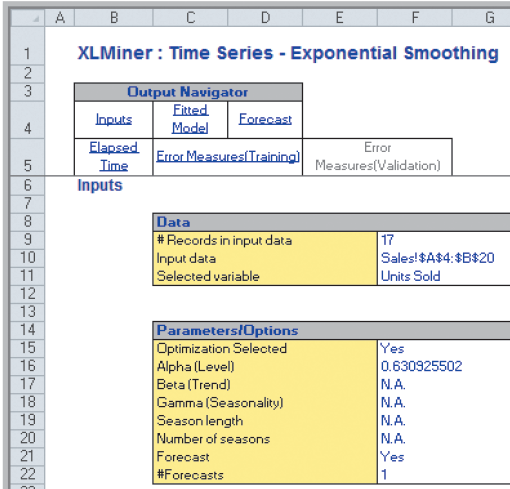 A B C D E F G
1 XLMiner : Time Series - Exponential Smoothing
2
3 Output Navigator
4 Inputs Fitted Model Forecast
5 Elapsed Time Error Measures(Training) Error Measures(Validation)
6 Inputs
7
8 Data
9 # Records in input data 17
10 Input data Sales!$A$4:$B$20
11 Selected variable Units Sold
12
13
14 Parameters/Options
15 Optimization Selected Yes
16 Alpha (Level) 0.630925502
17 Beta (Trend) N.A.
18 Gamma (Seasonality) N.A.
19 Season length N.A.
20 Number of seasons N.A.
21 Forecast Yes
22 #Forecasts 1